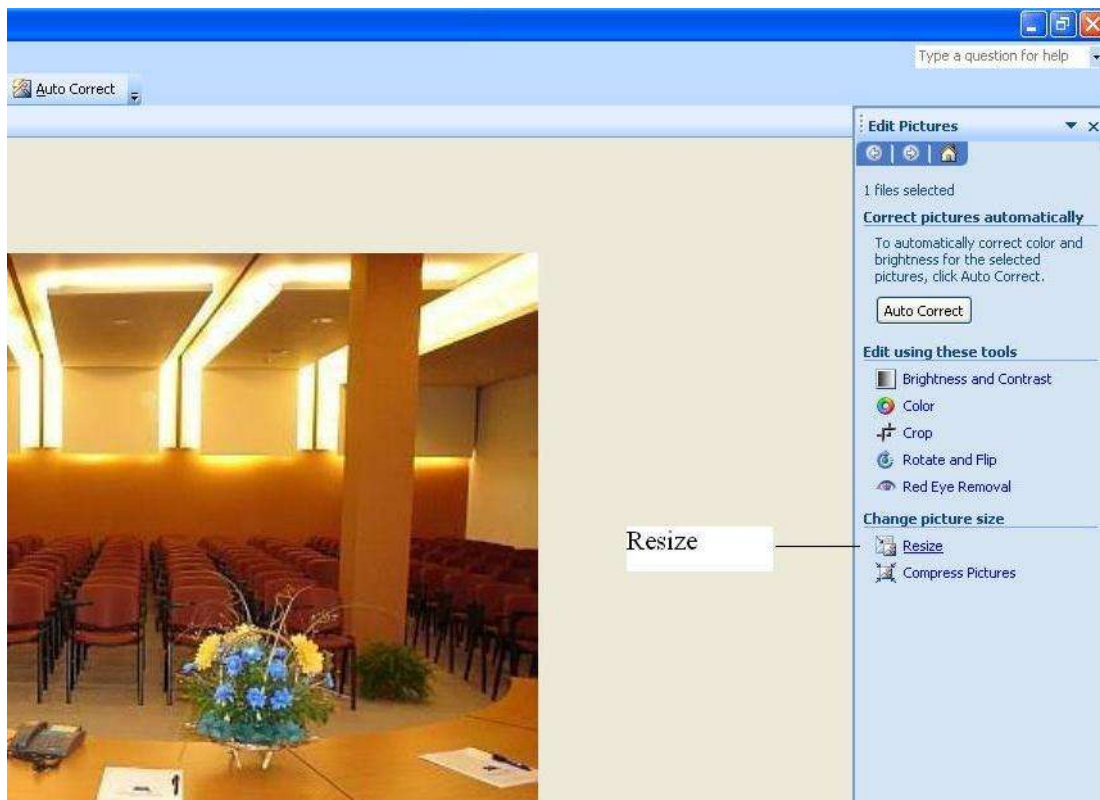 Type a question for help
Auto Correct
Edit Pictures
1 files selected
Correct pictures automatically
To automatically correct color and
brightness for the selected
pictures, click Auto Correct.
Auto Correct
Edit using these tools
Brightness and Contrast
Color
Crop
Rotate and Flip
Red Eye Removal
Change picture size
Resize
Resize
Compress Pictures